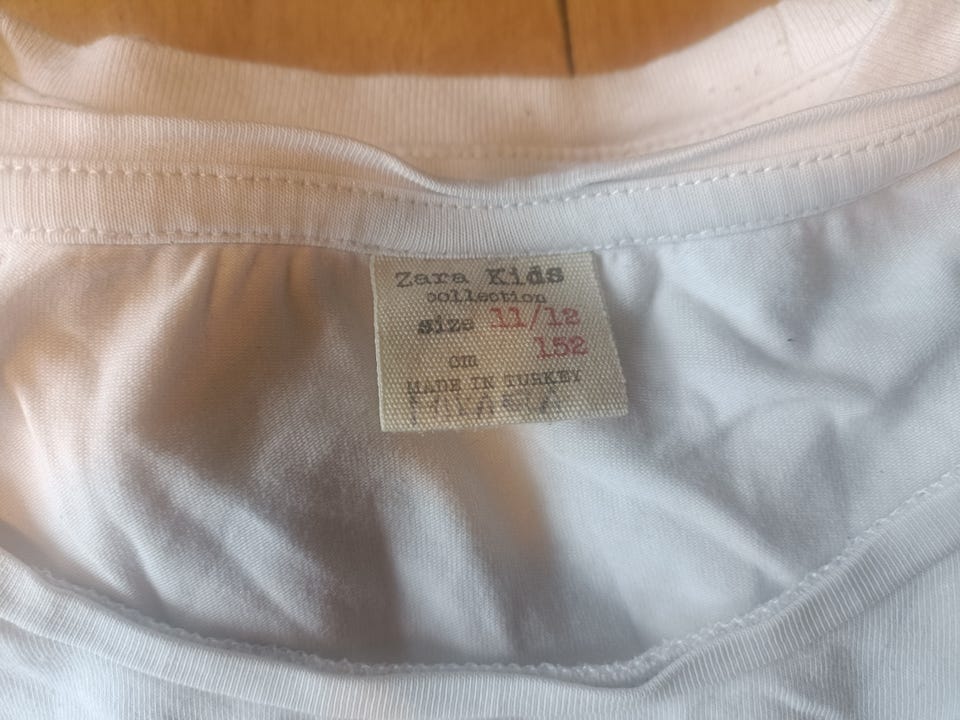 Zara Kids
collection
size 11/12
cm 152
MADE IN TURKEY